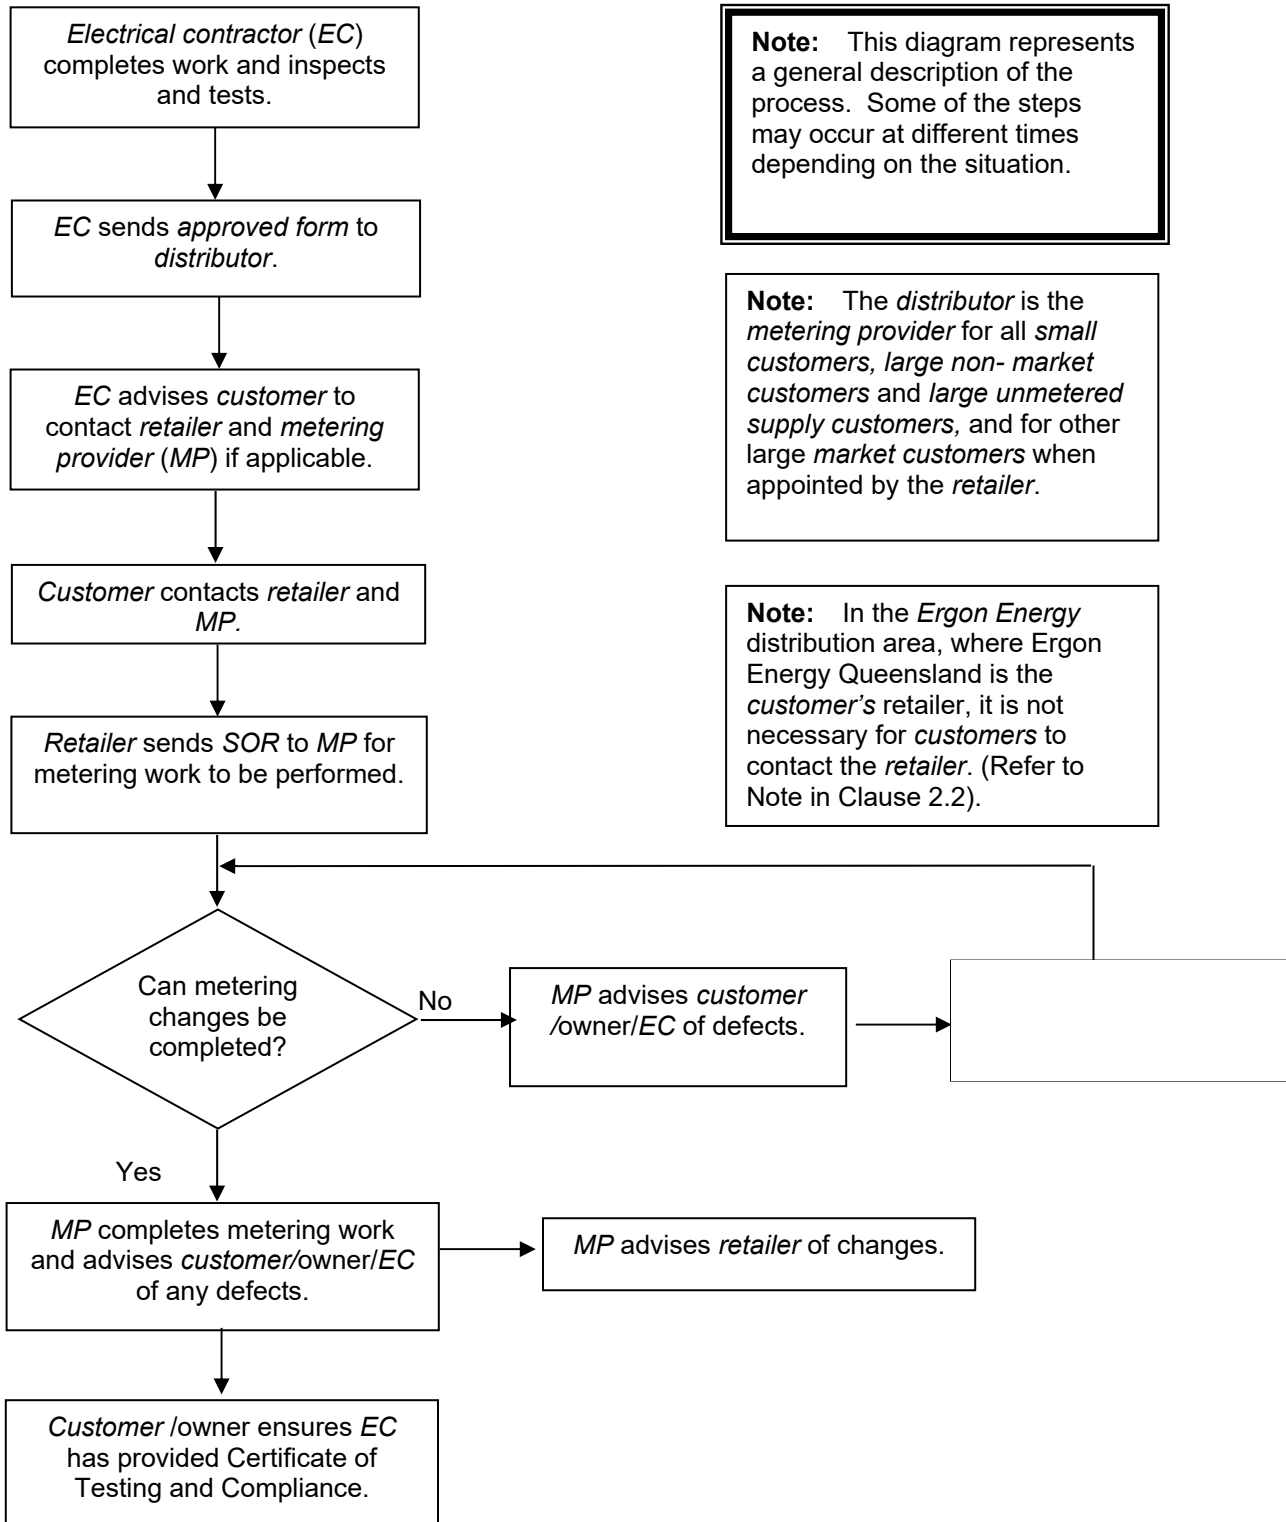 Electrical contractor (EC)
completes work and inspects
and tests.
EC sends approved form to
distributor.
EC advises customer to
contact retailer and metering
provider (MP) if applicable.
Customer contacts retailer and
MP.
Retailer sends SOR to MP for
metering work to be performed.
Note: This diagram represents
a general description of the
process. Some of the steps
may occur at different times
depending on the situation.
Note: The distributor is the
metering provider for all small
customers, large non- market
customers and large unmetered
supply customers, and for other
large market customers when
appointed by the retailer.
Note: In the Ergon Energy
distribution area, where Ergon
Energy Queensland is the
customer's retailer, it is not
necessary for customers to
contact the retailer. (Refer to
Note in Clause 2.2).
Can metering
changes be
completed?
No
MP advises customer
/owner/EC of defects.
Yes
MP completes metering work
and advises customer/owner/EC
of any defects.
MP advises retailer of changes.
Customer /owner ensures EC
has provided Certificate of
Testing and Compliance.